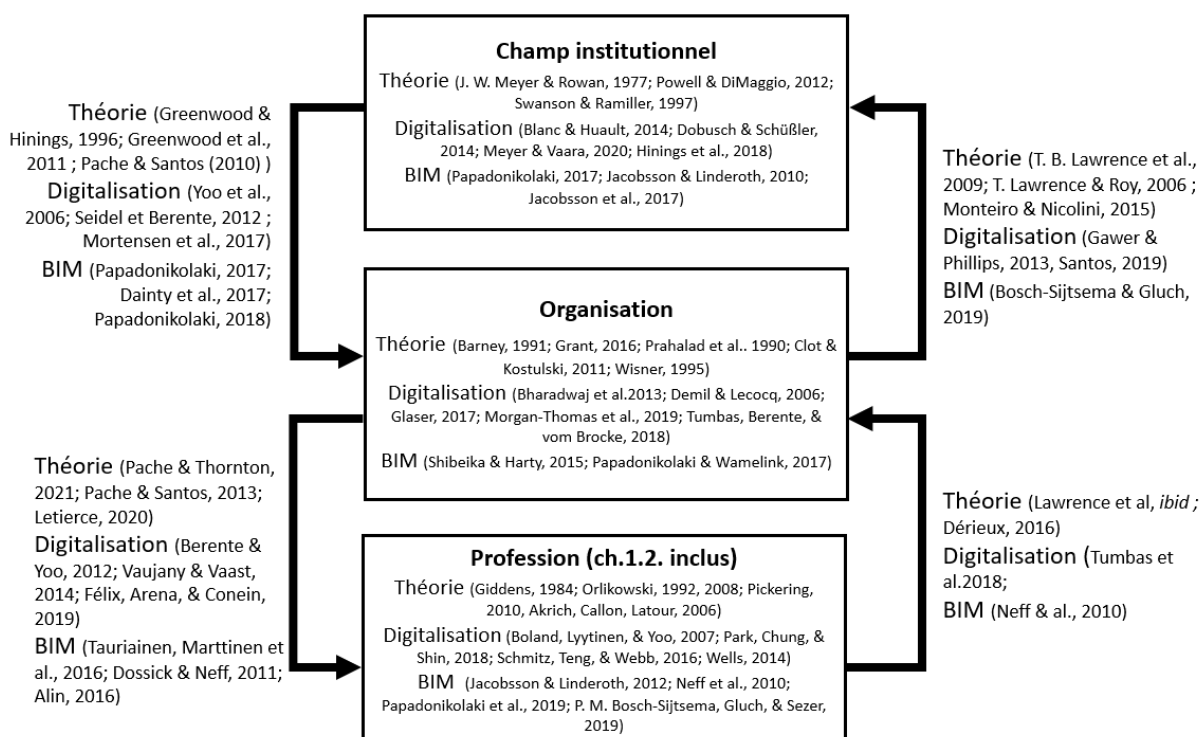 Champ institutionnel
Théorie (J. W. Meyer & Rowan, 1977; Powell & DiMaggio, 2012;
Swanson & Ramiller, 1997)
Digitalisation (Blanc & Huault, 2014; Dobusch & Schüßler,
2014; Meyer & Vaara, 2020; Hinings et al., 2018)
BIM (Papadonikolaki, 2017; Jacobsson & Linderoth, 2010;
Jacobsson et al., 2017)
Théorie (Greenwood &
Hinings, 1996; Greenwood et al.,
2011 ; Pache & Santos (2010) )
Digitalisation (Yoo et al.,
2006; Seidel et Berente, 2012 ;
Mortensen et al., 2017)
BIM (Papadonikolaki, 2017;
Dainty et al., 2017;
Papadonikolaki, 2018)
Théorie (T. B. Lawrence et al.,
2009; T. Lawrence & Roy, 2006 ;
Monteiro & Nicolini, 2015)
Digitalisation (Gawer &
Phillips, 2013, Santos, 2019)
BIM (Bosch-Sijtsema & Gluch,
2019)
Organisation
Théorie (Barney, 1991; Grant, 2016; Prahalad et al.. 1990; Clot &
Kostulski, 2011; Wisner, 1995)
Digitalisation (Bharadwaj et al.2013; Demil & Lecocq, 2006;
Glaser, 2017; Morgan-Thomas et al., 2019; Tumbas, Berente, &
vom Brocke, 2018)
BIM (Shibeika & Harty, 2015; Papadonikolaki & Wamelink, 2017)
Théorie (Pache & Thornton,
2021; Pache & Santos, 2013;
Letierce, 2020)
Digitalisation (Berente &
Yoo, 2012; Vaujany & Vaast,
2014; Félix, Arena, & Conein,
2019)
BIM (Tauriainen, Marttinen et
al., 2016; Dossick & Neff, 2011;
Alin, 2016)
Théorie (Lawrence et al, ibid ;
Dérieux, 2016)
Digitalisation (Tumbas et
al.2018;
BIM (Neff & al., 2010)
Profession (ch.1.2. inclus)
Théorie (Giddens, 1984; Orlikowski, 1992, 2008; Pickering,
2010, Akrich, Callon, Latour, 2006)
Digitalisation (Boland, Lyytinen, & Yoo, 2007; Park, Chung, &
Shin, 2018; Schmitz, Teng, & Webb, 2016; Wells, 2014)
BIM (Jacobsson & Linderoth, 2012; Neff et al., 2010;
Papadonikolaki et al., 2019; P. M. Bosch-Sijtsema, Gluch, & Sezer,
2019)